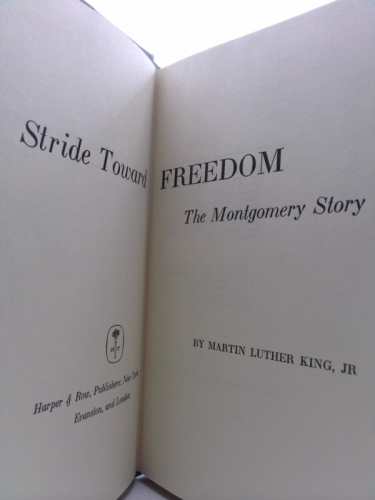 Stride Toward FREEDOM
The Montgomery Story
BY MARTIN LUTHER KING, JR
Harper & Row, Publishers, New York,
Evanston, and London